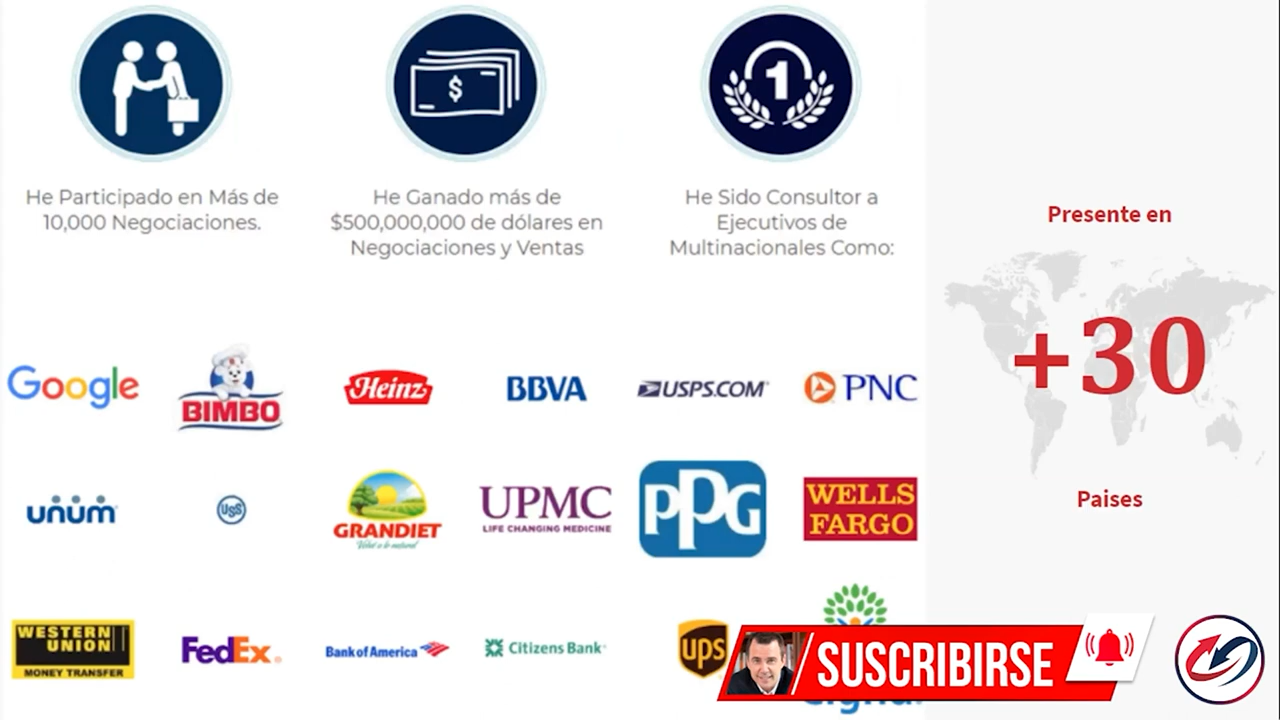 1
$
He Participado en Más de
10,000 Negociaciones.
He Ganado más de
$500,000,000 de dólares en
Negociaciones y Ventas
He Sido Consultor a
Ejecutivos de
Multinacionales Como:
Presente en
+30
Paises
Google
BIMBO
Heinz
BBVA
USPS.COM®
PNC
unum
USS
GRANDIET
UPMC
LIFE CHANGING MEDICINE
PPG
WELLS
FARGO
WESTERN
UNION
MONEY TRANSFER
FedEx®
Bank of America
Citizens Bank®
ups
SUSCRIBIRSE